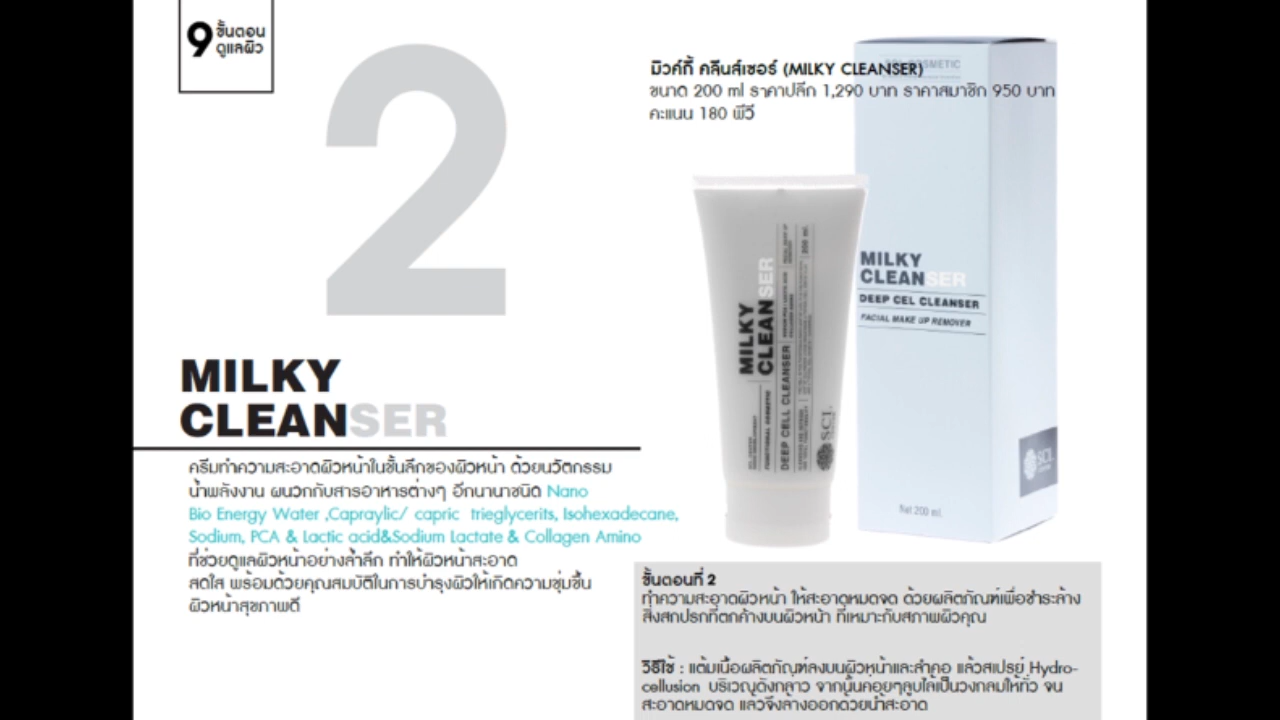 9 ขั้นตอน
ดูแลผิว
2
MILKY
CLEANSER
ครีมทำความสะอาดผิวหน้าในชั้นลึกของผิวหน้า ด้วยนวัตกรรม
น้ำพลังงาน ผนวกกับสารอาหารต่างๆ อีกนานาชนิด Nano
Bio Energy Water ,Capraylic/ capric trieglycerits, Isohexadecane,
Sodium, PCA & Lactic acid&Sodium Lactate & Collagen Amino
ที่ช่วยดูแลผิวหน้าอย่างล้ำลึก ทำให้ผิวหน้าสะอาด
สดใส พร้อมด้วยคุณสมบัติในการบำรุงผิวให้เกิดความชุ่มชื้น
ผิวหน้าสุขภาพดี
มิวค์กี้ คลีนส์เซอร์ (MILKY CLEANSER)
ขนาด 200 ml ราคาปลีก 1,290 บาท ราคาสมาชิก 950 บาท
คะแนน 180 พีวี
COSMETIC
MILKY
CLEANSER
DEEP CELL CLEANSER
FUNCTIONAL COSMETIC
200 ml.
SCL
MILKY
CLEANSER
DEEP CEL CLEANSER
FACIAL MAKE UP REMOVER
SCL
Net 200 ml.
ขั้นตอนที่ 2
ทำความสะอาดผิวหน้า ให้สะอาดหมดจด ด้วยผลิตภัณฑ์เพื่อชำระล้าง
สิ่งสกปรกที่ตกค้างบนผิวหน้า ที่เหมาะกับสภาพผิวคุณ
วิธีใช้ : แต้มเนื้อผลิตภัณฑ์ลงบนผิวหน้าและลำคอ แล้วสเปรย์ Hydro-
cellusion บริเวณดังกลาว จากนั้นค่อยๆลูบไล้เป็นวงกลมให้ทั่ว จน
สะอาดหมดจด แล้วจึงล้างออกด้วยน้ำสะอาด